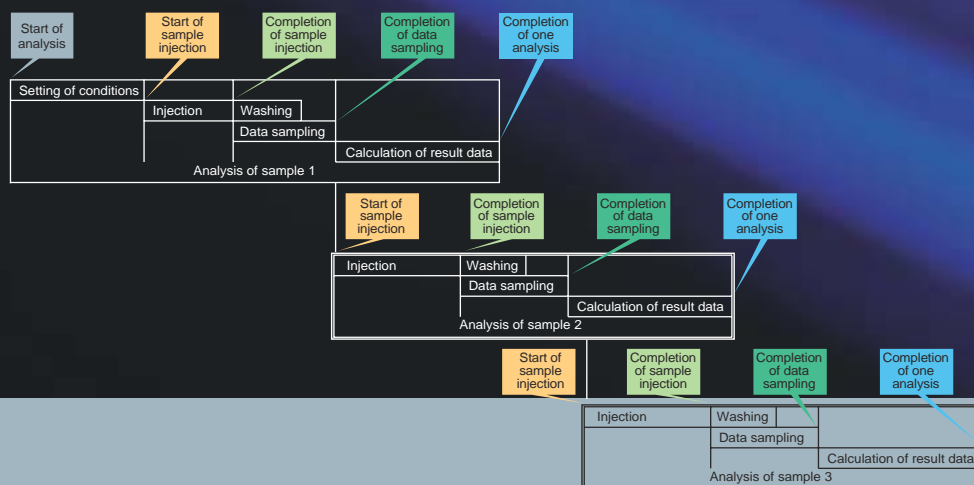 Start of
analysis
Start of
sample
injection
Completion
of sample
injection
Completion
of data
sampling
Completion
of one
analysis
Setting of conditions
Injection
Washing
Data sampling
Calculation of result data
Analysis of sample 1
Start of
sample
injection
Completion
of sample
injection
Completion
of data
sampling
Completion
of one
analysis
Injection
Washing
Data sampling
Calculation of result data
Analysis of sample 2
Start of
sample
injection
Completion
of sample
injection
Completion
of data
sampling
Completion
of one
analysis
Injection
Washing
Data sampling
Calculation of result data
Analysis of sample 3